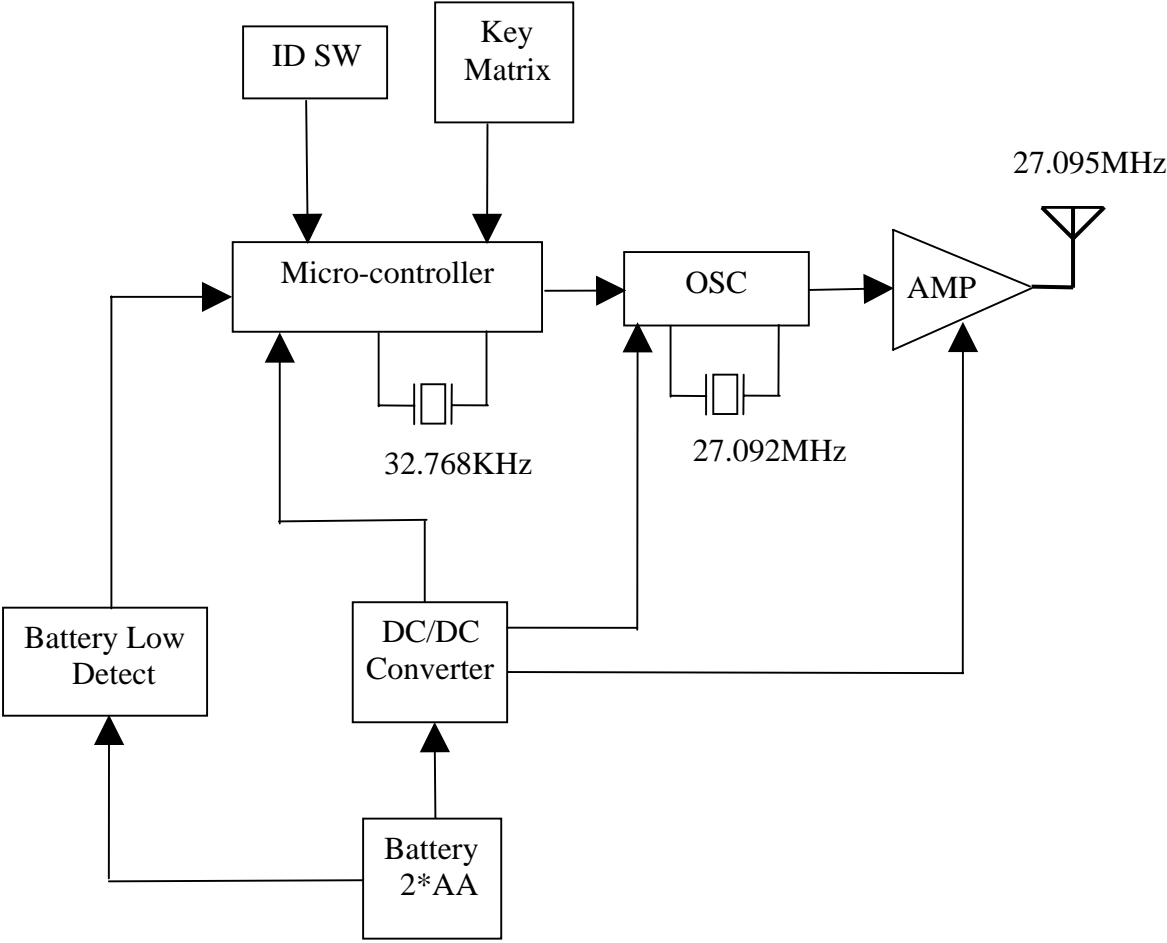 ID SW
Key
Matrix
27.095MHz
Micro-controller
OSC
AMP
32.768KHz
27.092MHz
Battery Low
Detect
DC/DC
Converter
Battery
2*AA